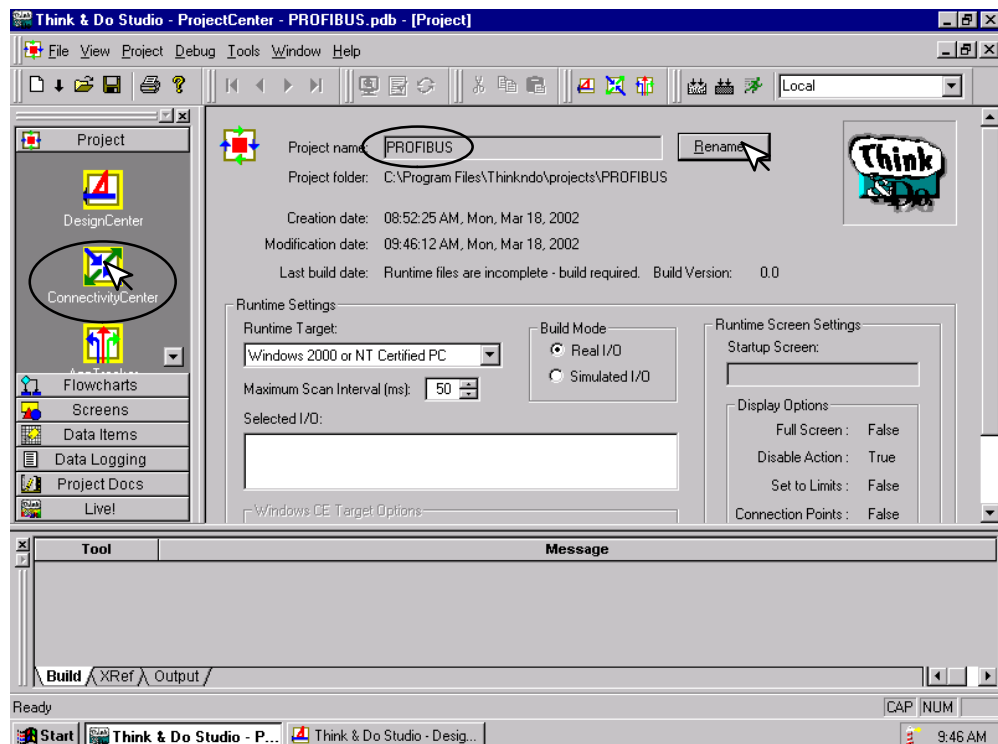 Think & Do Studio - ProjectCenter - PROFIBUS.pdb - [Project]
File View Project Debug Tools Window Help
Local
Project
DesignCenter
ConnectivityCenter
Flowcharts
Screens
Data Items
Data Logging
Project Docs
Live!
Project name: PROFIBUS
Rename
Think
&Do
Project folder: C:\Program Files\Thinkndo\projects\PROFIBUS
Creation date: 08:52:25 AM, Mon, Mar 18, 2002
Modification date: 09:46:12 AM, Mon, Mar 18, 2002
Last build date: Runtime files are incomplete - build required. Build Version: 0.0
Runtime Settings
Runtime Target:
Windows 2000 or NT Certified PC
Maximum Scan Interval (ms): 50
Selected I/O:
Build Mode
Real I/O
Simulated I/O
Windows CE Target Options
Runtime Screen Settings
Startup Screen:
Display Options
Full Screen : False
Disable Action : True
Set to Limits : False
Connection Points : False
Tool Message
Build XRef Output
Ready CAP NUM
Start Think & Do Studio - P... Think & Do Studio - Desig... 9:46 AM